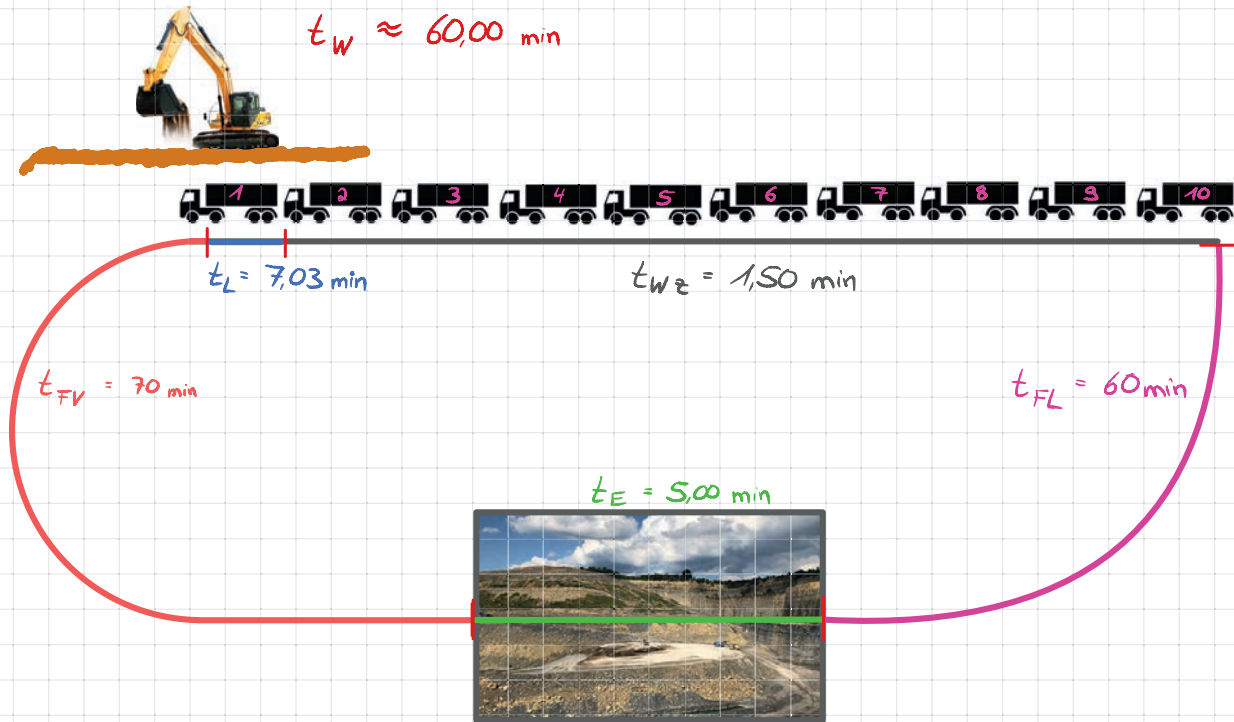 t_W ≈ 60,00 min
1 2 3 4 5 6 7 8 9 10
t_L = 7,03 min
t_Wz = 1,50 min
t_FV = 70 min
t_FL = 60 min
t_E = 5,00 min